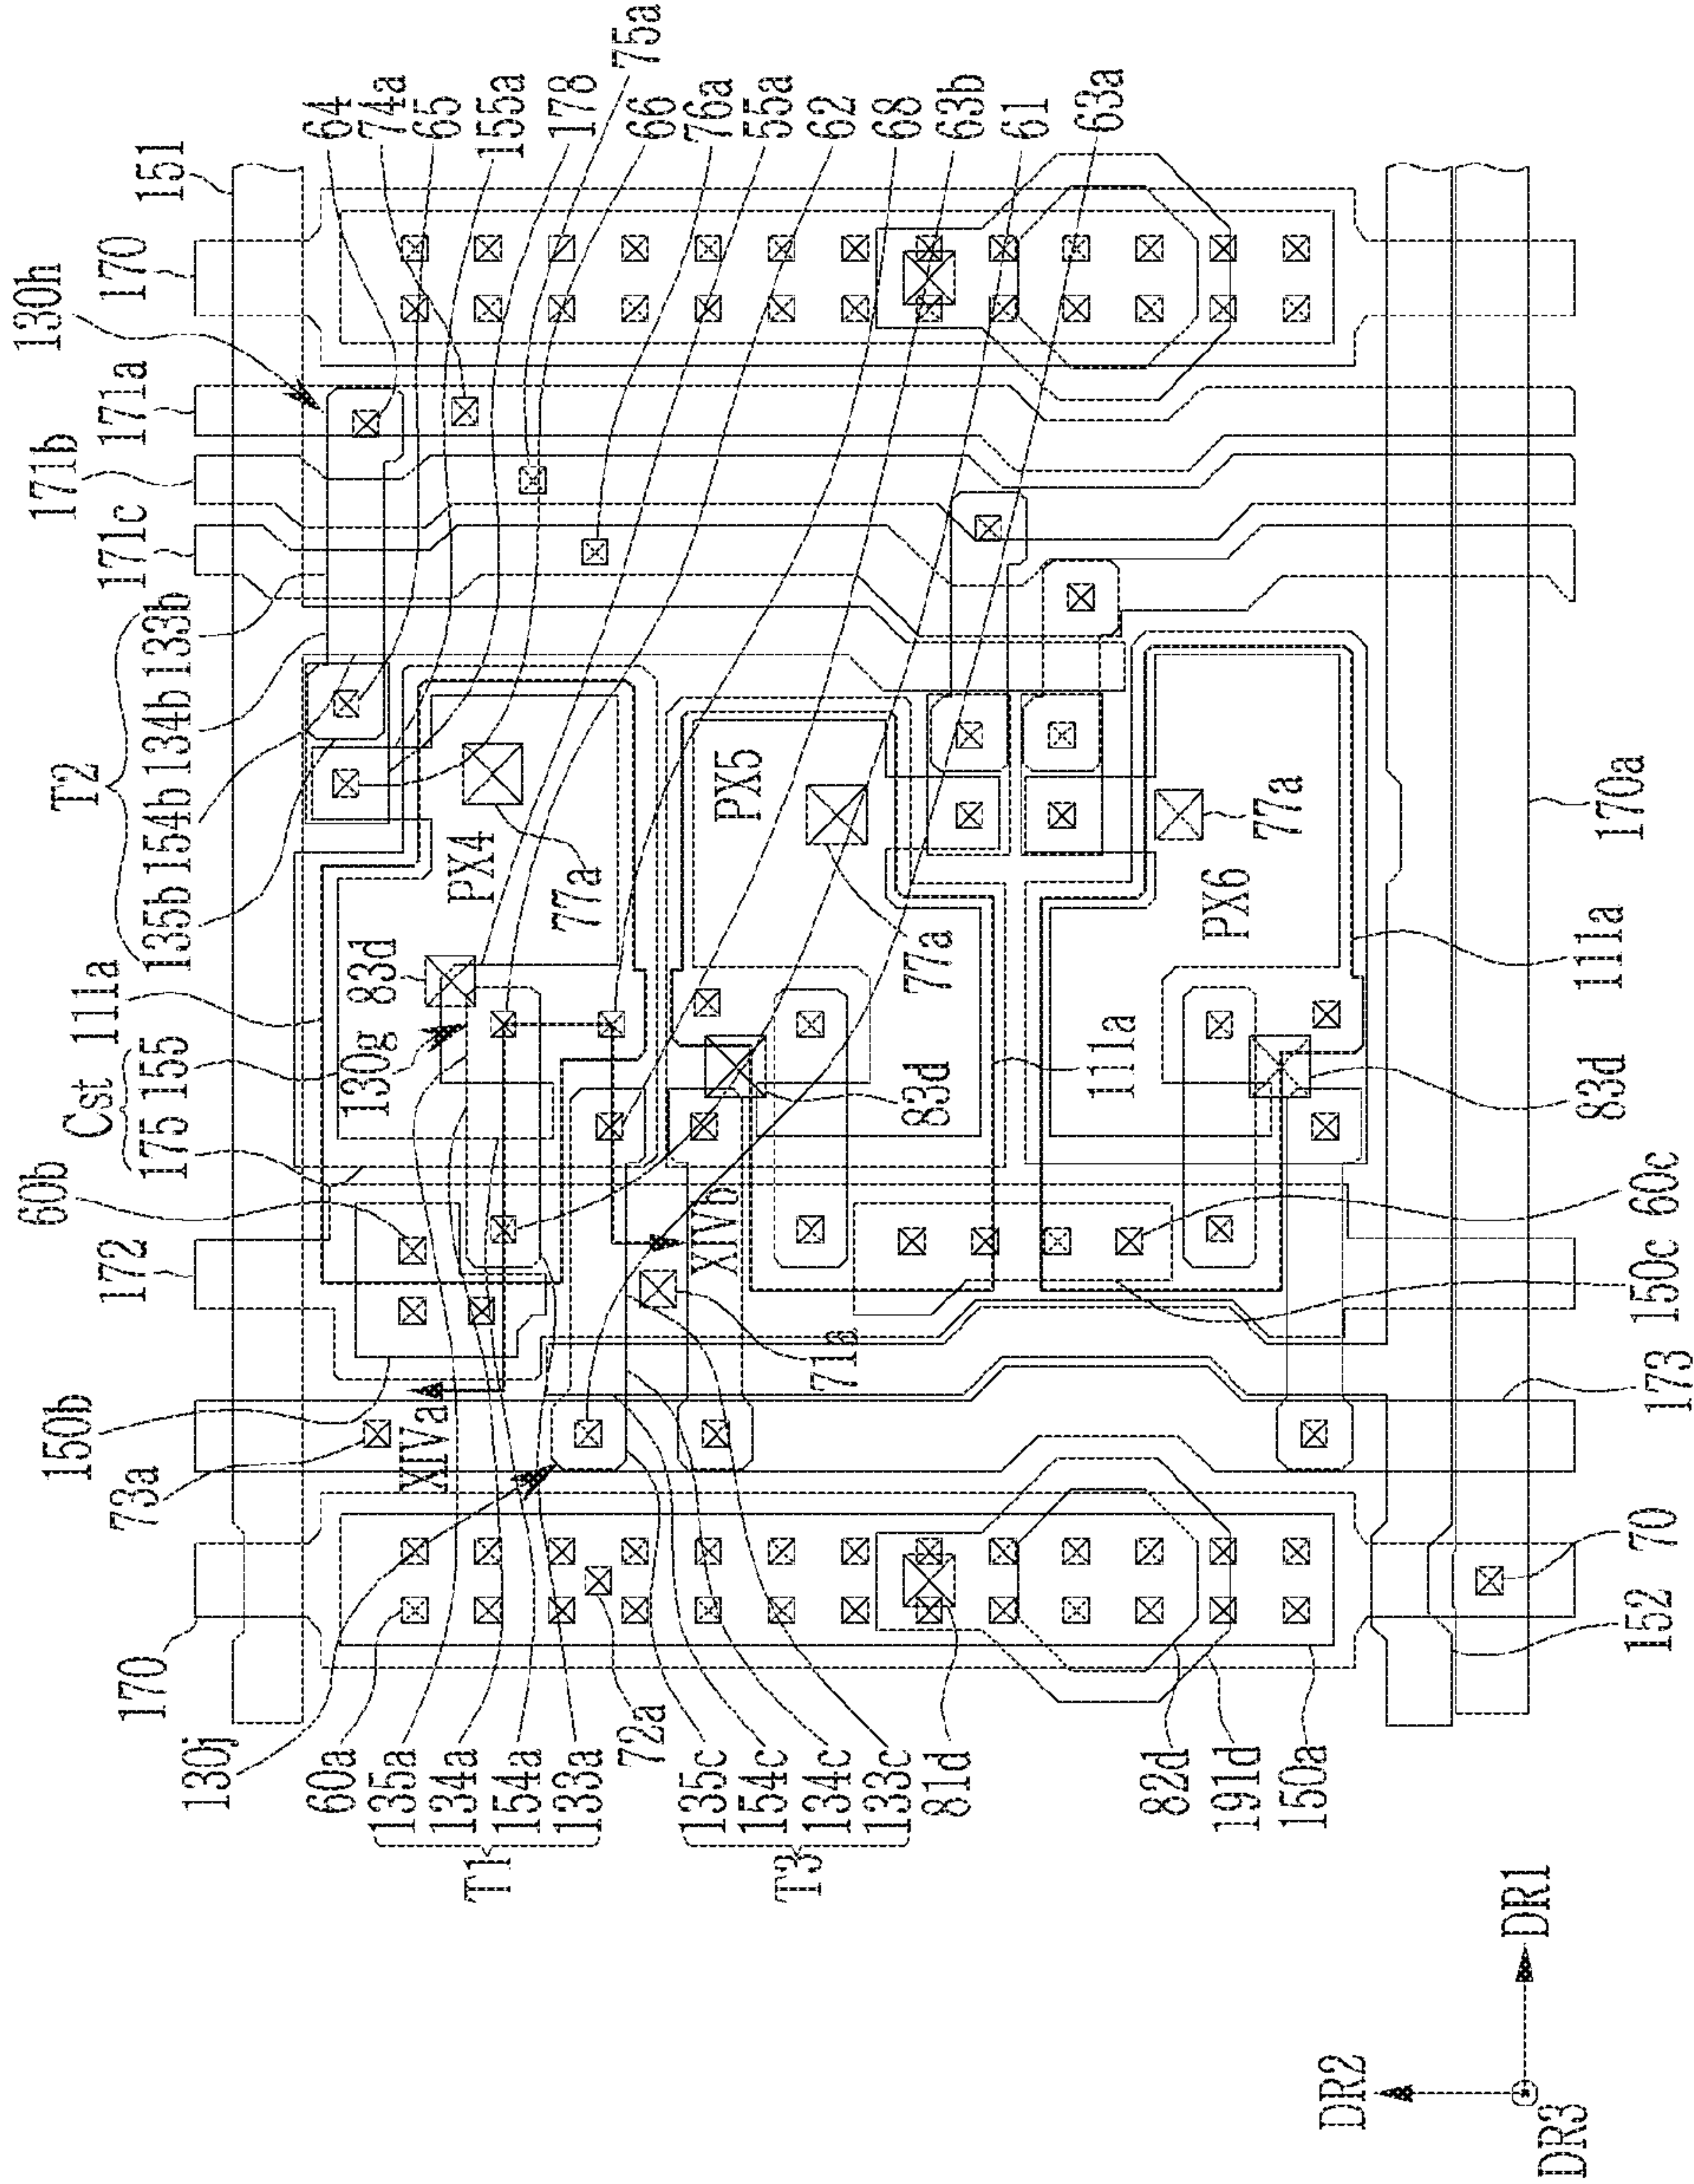 151
170
130h
171a
171b
171c
64
74a
65
155a
178
75a
66
76a
55a
62
68
63b
61
63a
T2
133b
134b
154b
135b
111a
Cst
155
175
60b
172
150b
73a
170
130j
PX4
77a
83d
130g
XIVa
XIVb
71a
PX5
77a
83d
111a
PX6
77a
170a
111a
83d
60c
150c
173
70
152
60a
135a
134a
154a
133a
T1
72a
135c
154c
134c
133c
T3
81d
82d
191d
150a
DR2
DR1
DR3